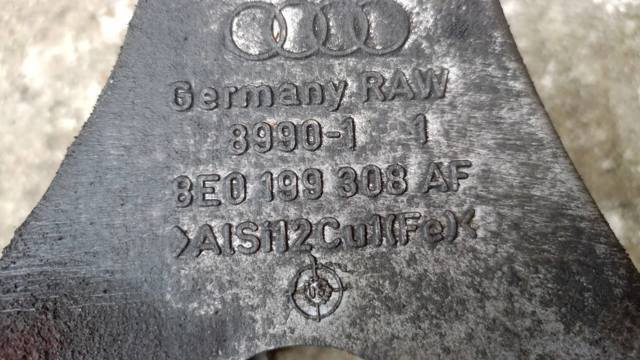 Germany RAW
8990-1 1
8E0 199 308 AF
>AlSi12Cu1(Fe)<